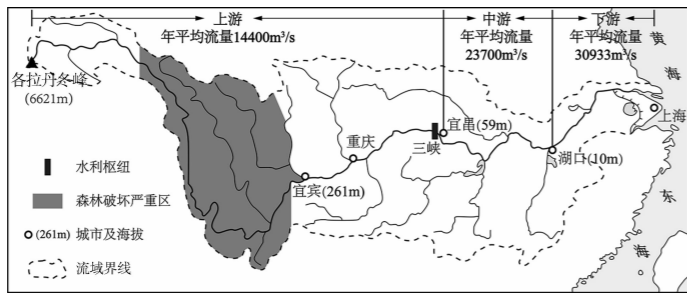 上游
年平均流量14400m³/s
中游
年平均流量
23700m³/s
下游
年平均流量
30933m³/s
黄
海
各拉丹冬峰
(6621m)
上海
宜昌(59m)
三峡
重庆
湖口(10m)
宜宾(261m)
东
海
水利枢纽
森林破坏严重区
(261m) 城市及海拔
流域界线